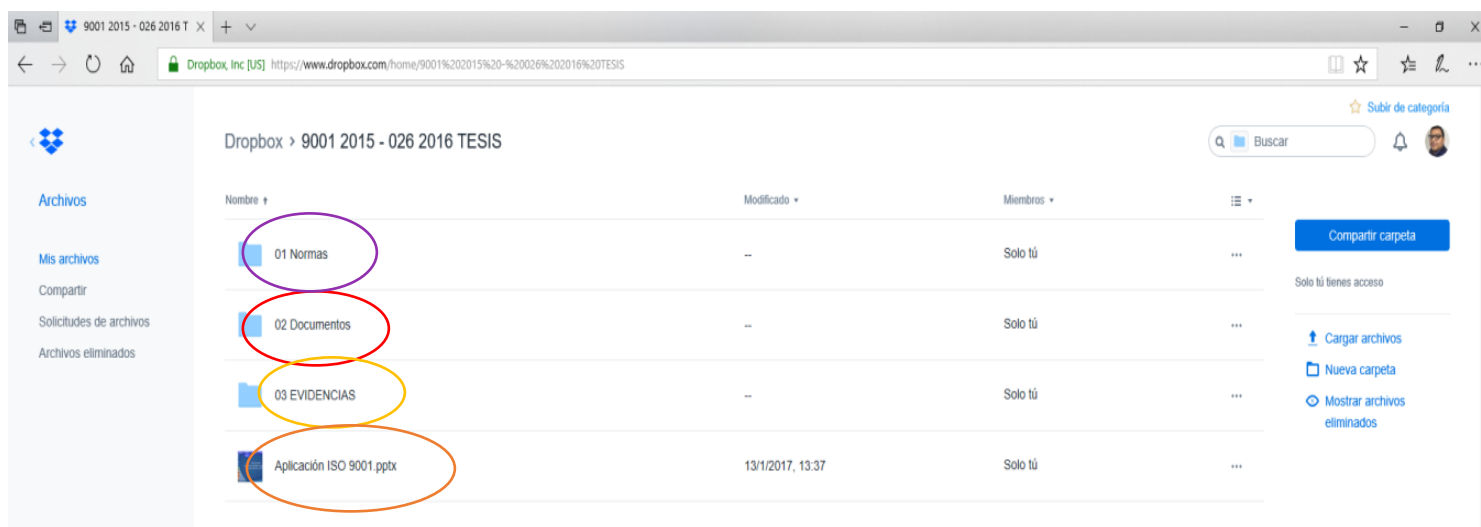 9001 2015 - 026 2016 T
Dropbox, Inc [US] https://www.dropbox.com/home/9001%202015%20-%20026%202016%20TESIS
Subir de categoría
Dropbox > 9001 2015 - 026 2016 TESIS
Buscar
Archivos
Mis archivos
Compartir
Solicitudes de archivos
Archivos eliminados
Nombre Modificado Miembros
01 Normas -- Solo tú
02 Documentos -- Solo tú
03 EVIDENCIAS -- Solo tú
Aplicación ISO 9001.pptx 13/1/2017, 13:37 Solo tú
Compartir carpeta
Solo tú tienes acceso
Cargar archivos
Nueva carpeta
Mostrar archivos
eliminados